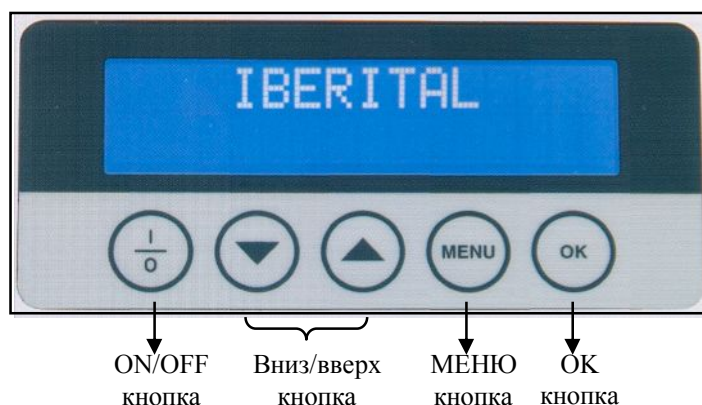 IBERITAL
I
O
MENU
OK
ON/OFF
кнопка
Вниз/вверх
кнопка
МЕНЮ
кнопка
OK
кнопка